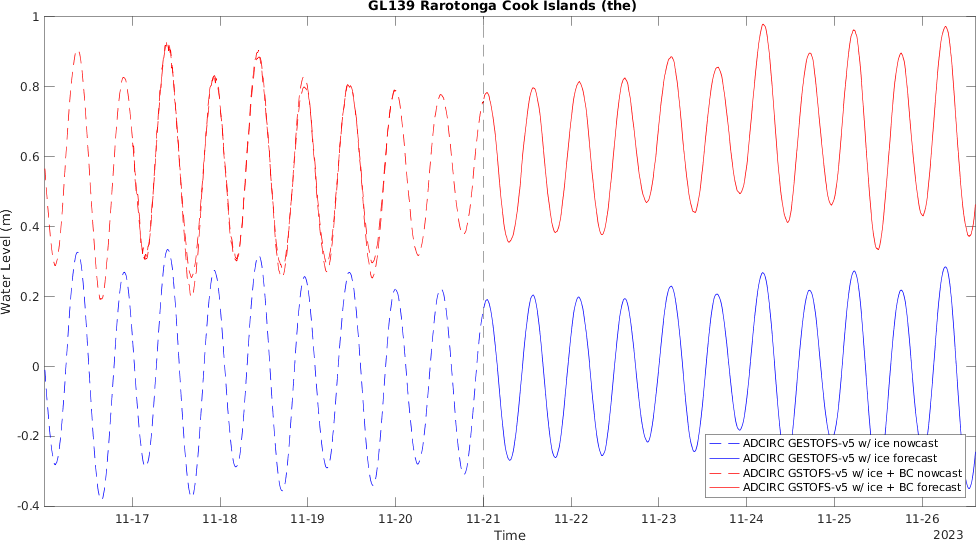 GL139 Rarotonga Cook Islands (the)
Water Level (m)
1
0.8
0.6
0.4
0.2
0
-0.2
-0.4
ADCIRC GESTOFS-v5 w/ ice nowcast
ADCIRC GESTOFS-v5 w/ ice forecast
ADCIRC GSTOFS-v5 w/ ice + BC nowcast
ADCIRC GSTOFS-v5 w/ ice + BC forecast
11-17 11-18 11-19 11-20 11-21 11-22 11-23 11-24 11-25 11-26
Time
2023